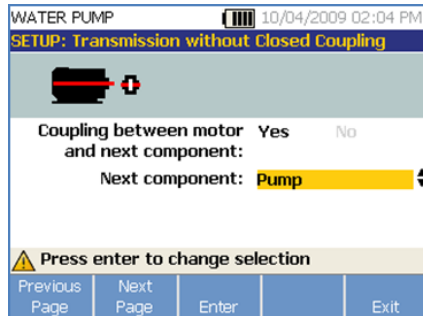 WATER PUMP 10/04/2009 02:04 PM
SETUP: Transmission without Closed Coupling
Coupling between motor Yes No
and next component:
Next component: Pump
Press enter to change selection
Previous Next
Page Page Enter Exit